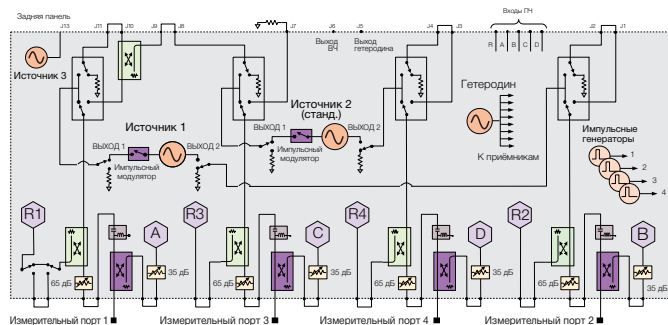 Задняя панель
J13
J11
J10
J9
J8
J7
J6
J5
J4
J3
Входы ПЧ
J2
J1
Выход
ВЧ
Выход
гетеродина
R
A
B
C
D
Источник 3
Гетеродин
К приёмникам
Импульсные
генераторы
1
2
3
4
Источник 1
ВЫХОД 1
ВЫХОД 2
Импульсный
модулятор
Источник 2
(станд.)
ВЫХОД 1
ВЫХОД 2
Импульсный
модулятор
R1
A
R3
C
R4
D
R2
B
65 дБ
35 дБ
65 дБ
35 дБ
65 дБ
35 дБ
65 дБ
35 дБ
Измерительный порт 1
Измерительный порт 3
Измерительный порт 4
Измерительный порт 2